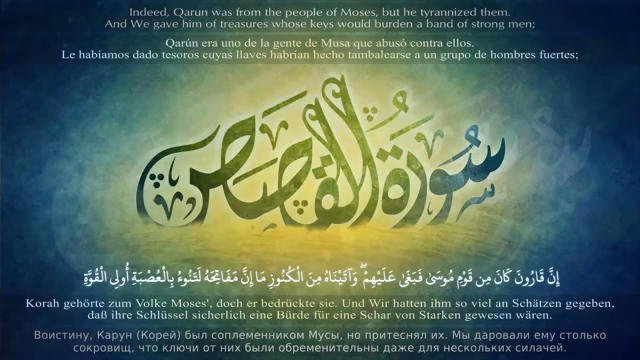 Indeed, Qarun was from the people of Moses, but he tyrannized them.
And We gave him of treasures whose keys would burden a band of strong men;
Qarún era uno de la gente de Musa que abusó contra ellos.
Le habíamos dado tesoros cuyas llaves habrían hecho tambalearse a un grupo de hombres fuertes;
سورة القصص
إِنَّ قَارُونَ كَانَ مِن قَوْمِ مُوسَىٰ فَبَغَىٰ عَلَيْهِمْ ۖ وَآتَيْنَاهُ مِنَ الْكُنُوزِ مَا إِنَّ مَفَاتِحَهُ لَتَنُوءُ بِالْعُصْبَةِ أُولِي الْقُوَّةِ
Korah gehörte zum Volke Moses', doch er bedrückte sie. Und Wir hatten ihm so viel an Schätzen gegeben,
daß ihre Schlüssel sicherlich eine Bürde für eine Schar von Starken gewesen wären.
Воистину, Карун (Корей) был соплеменником Мусы, но притеснял их. Мы даровали ему столько
сокровищ, что ключи от них были обременительны даже для нескольких силачей.